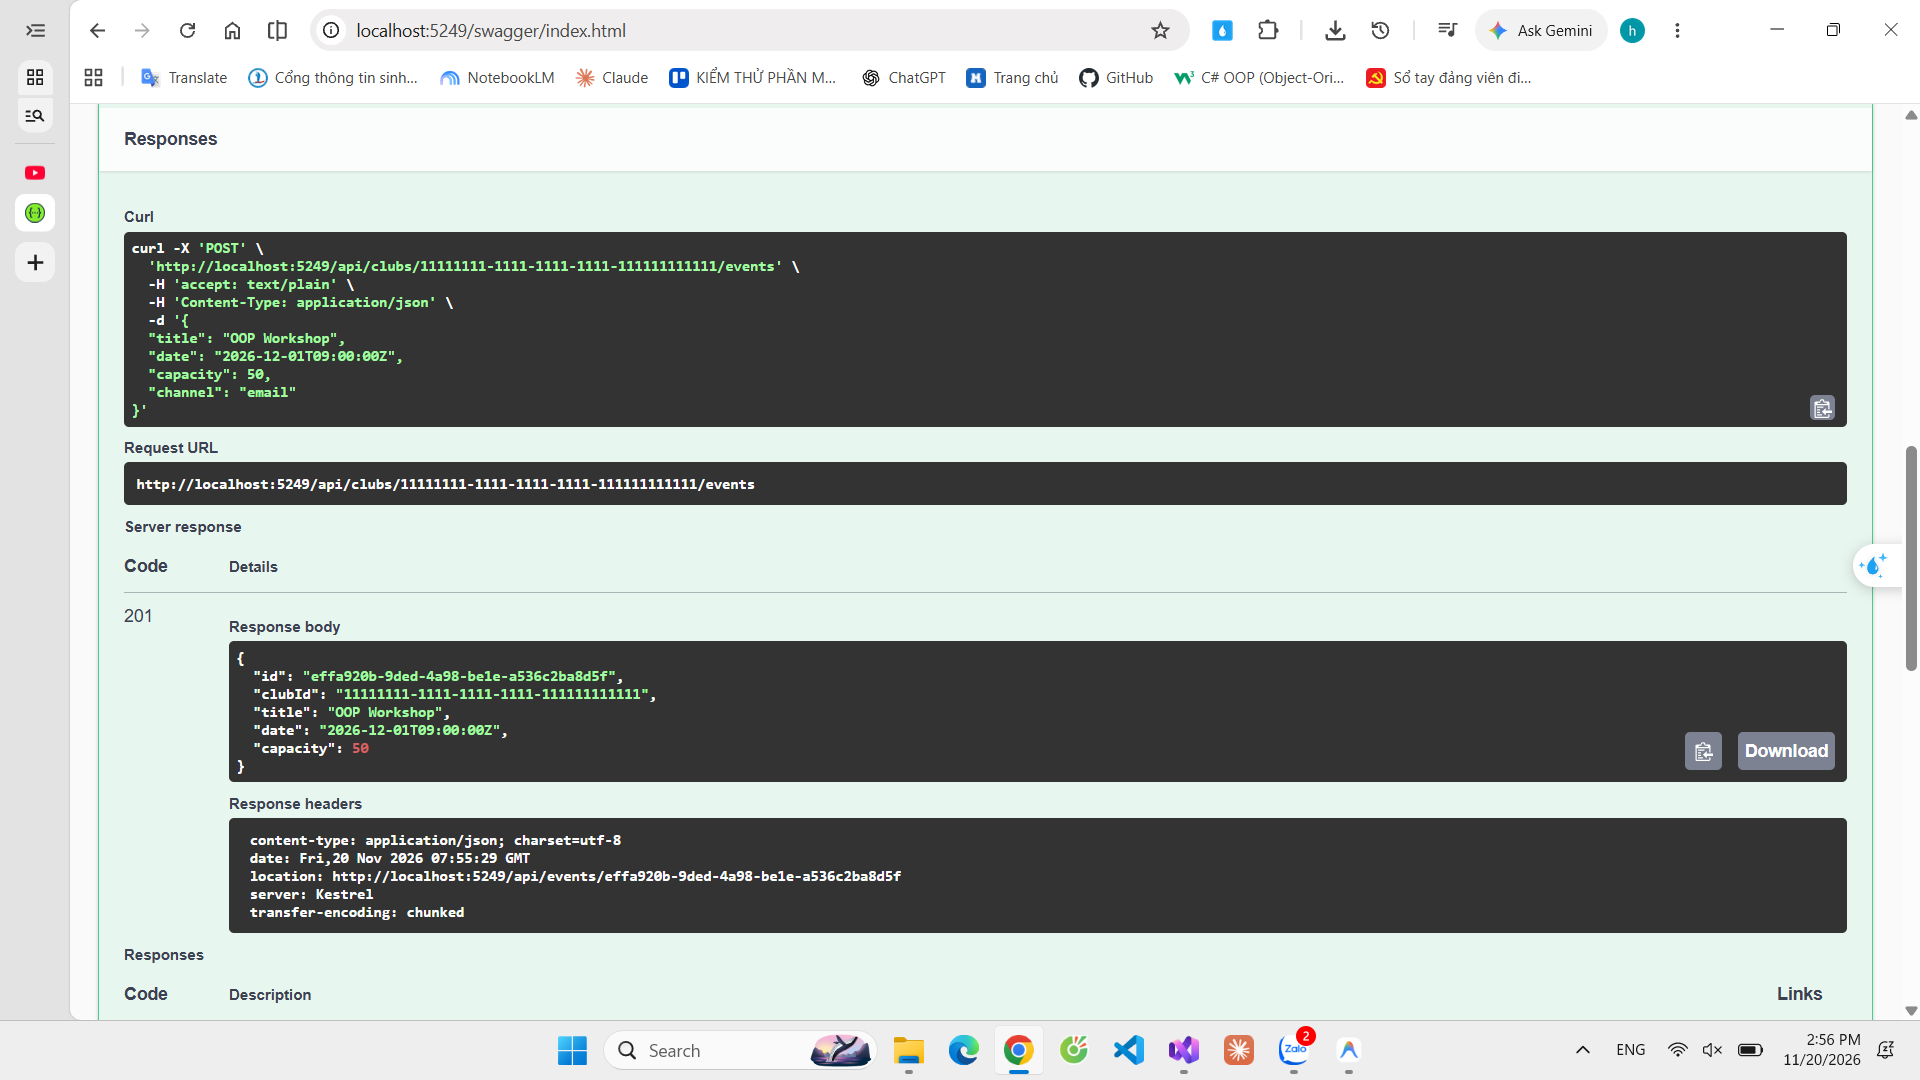 localhost:5249/swagger/index.html
Ask Gemini
h
Translate
Cổng thông tin sinh...
NotebookLM
Claude
KIỂM THỬ PHẦN M...
ChatGPT
Trang chủ
GitHub
C# OOP (Object-Ori...
Sổ tay đảng viên đi...
Responses
Curl
curl -X 'POST' \
'http://localhost:5249/api/clubs/11111111-1111-1111-1111-111111111111/events' \
-H 'accept: text/plain' \
-H 'Content-Type: application/json' \
-d '{
"title": "OOP Workshop",
"date": "2026-12-01T09:00:00Z",
"capacity": 50,
"channel": "email"
}'
Request URL
http://localhost:5249/api/clubs/11111111-1111-1111-1111-111111111111/events
Server response
Code Details
201
Response body
{
"id": "effa920b-9ded-4a98-be1e-a536c2ba8d5f",
"clubId": "11111111-1111-1111-1111-111111111111",
"title": "OOP Workshop",
"date": "2026-12-01T09:00:00Z",
"capacity": 50
}
Download
Response headers
content-type: application/json; charset=utf-8
date: Fri,20 Nov 2026 07:55:29 GMT
location: http://localhost:5249/api/events/effa920b-9ded-4a98-be1e-a536c2ba8d5f
server: Kestrel
transfer-encoding: chunked
Responses
Code Description Links
Search
Zalo
2
ENG
2:56 PM
11/20/2026